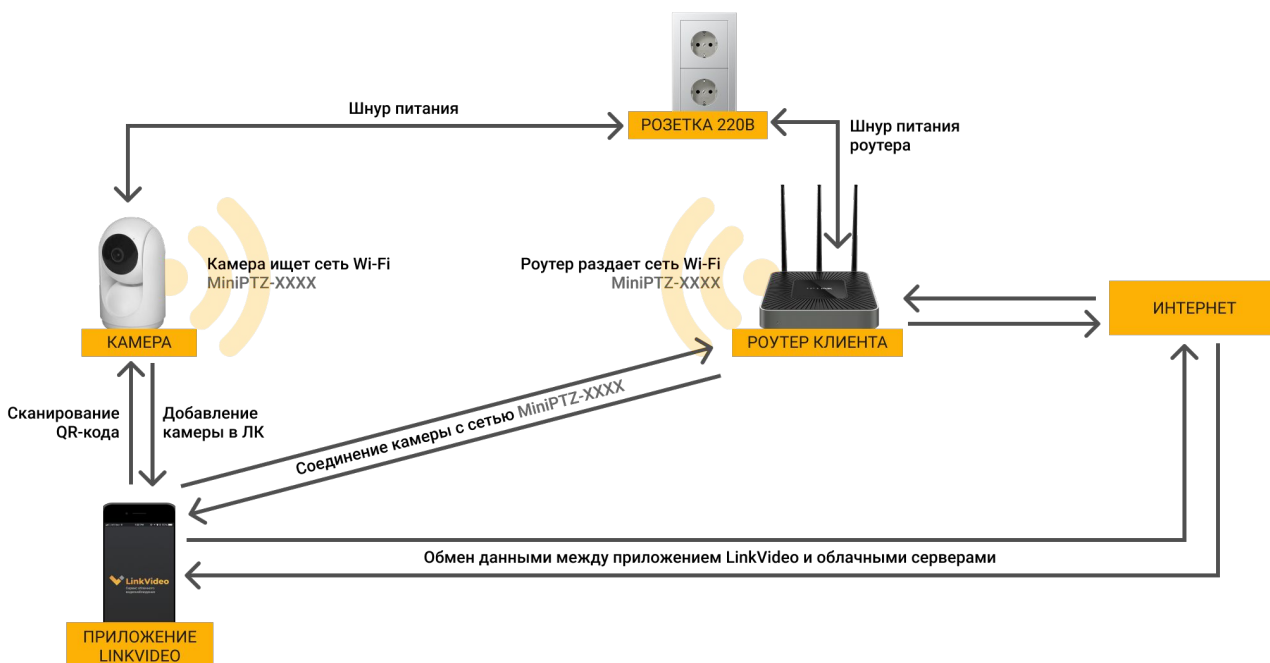 Шнур питания
РОЗЕТКА 220В
Шнур питания
роутера
Камера ищет сеть Wi-Fi
MiniPTZ-XXXX
Роутер раздает сеть Wi-Fi
MiniPTZ-XXXX
КАМЕРА
РОУТЕР КЛИЕНТА
ИНТЕРНЕТ
Сканирование
QR-кода
Добавление
камеры в ЛК
Соединение камеры с сетью MiniPTZ-XXXX
LinkVideo
Обмен данными между приложением LinkVideo и облачными серверами
ПРИЛОЖЕНИЕ
LINKVIDEO